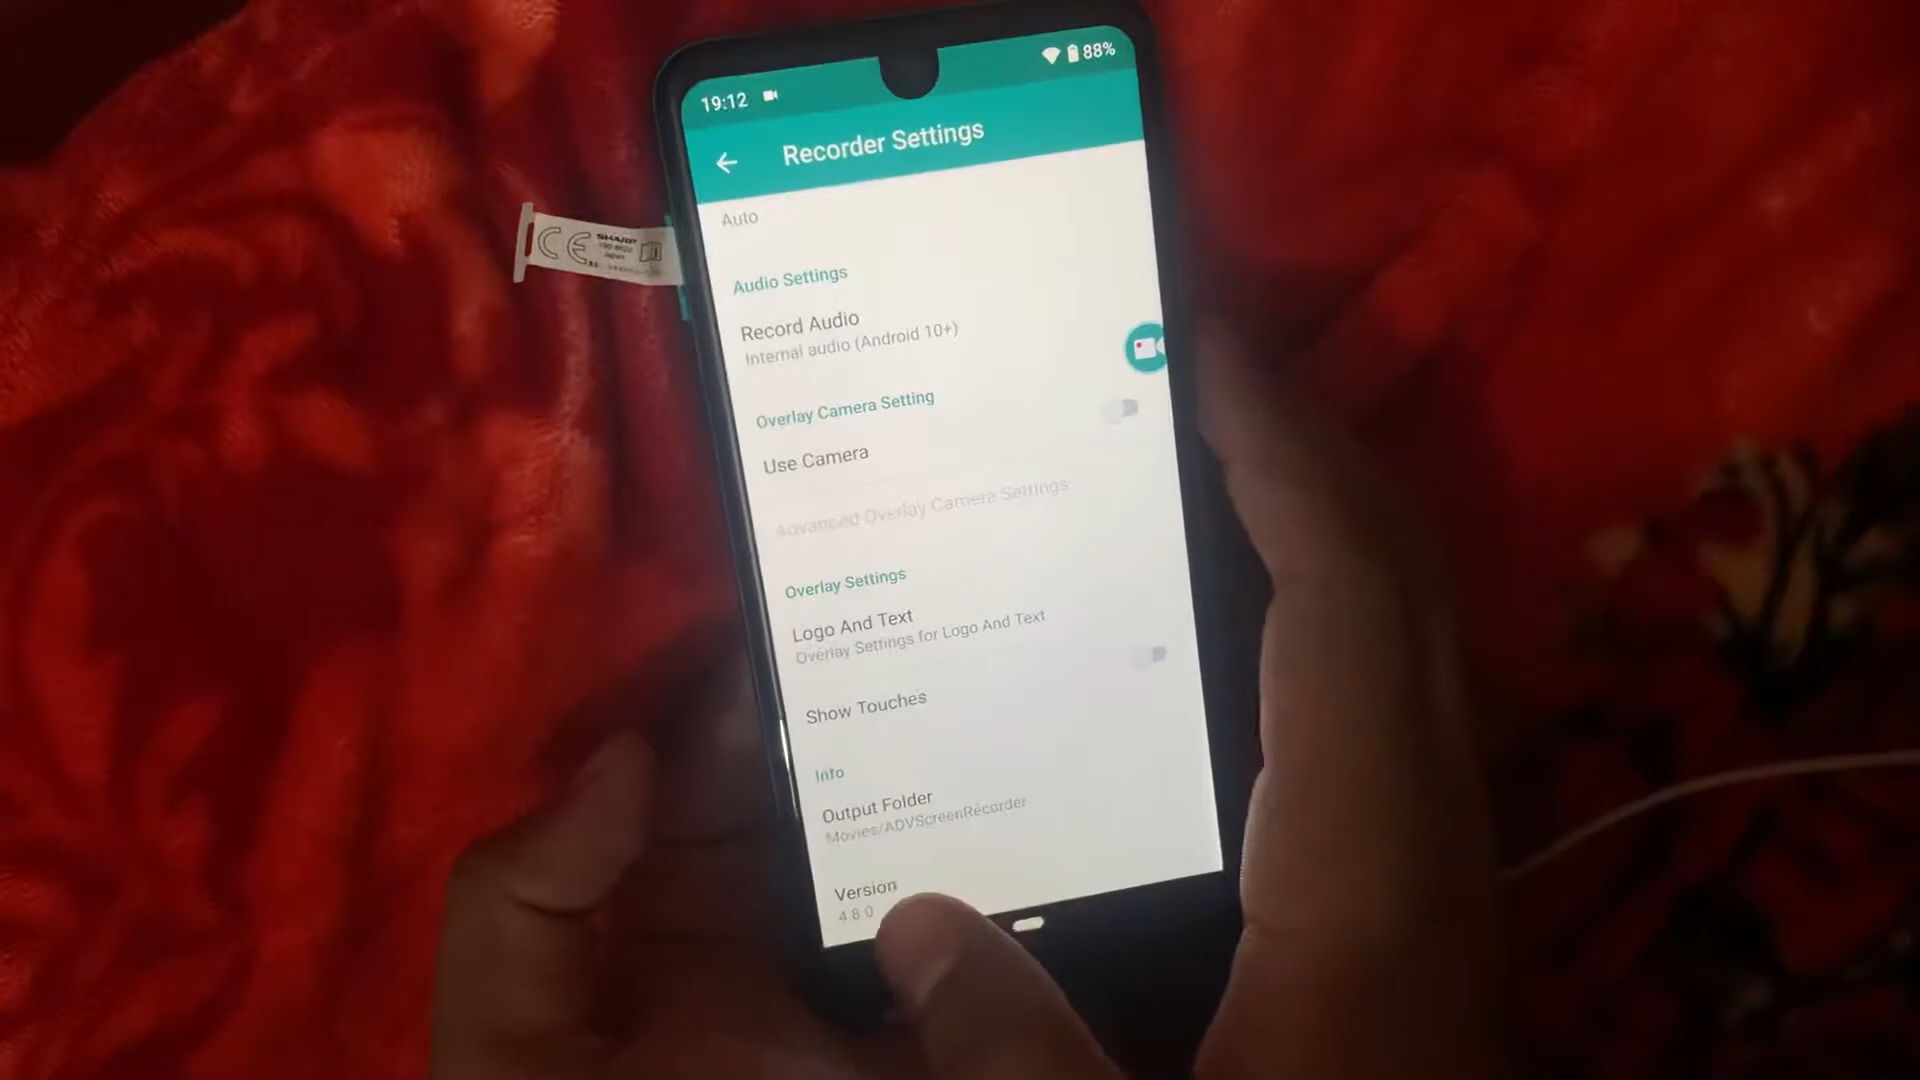 19:12
88%
Recorder Settings
Auto
Audio Settings
Record Audio
Internal audio (Android 10+)
Overlay Camera Setting
Use Camera
Advanced Overlay Camera Settings
Overlay Settings
Logo And Text
Overlay Settings for Logo And Text
Show Touches
Info
Output Folder
Movies/ADVScreenRecorder
Version
4.8.0
CE
SHARP
Japan